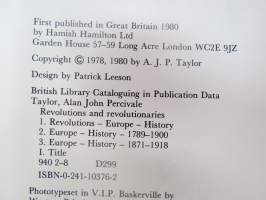 First published in Great Britain 1980
by Hamish Hamilton Ltd
Garden House 57–59 Long Acre London WC2E 9JZ
Copyright © 1978, 1980 by A. J. P. Taylor
Design by Patrick Leeson
British Library Cataloguing in Publication Data
Taylor, Alan John Percivale
Revolutions and revolutionaries
1. Revolutions – Europe – History
2. Europe – History – 1789–1900
3. Europe – History – 1871–1918
I. Title
940 2–8 D299
ISBN-0-241-10376-2
Phototypeset in V.I.P. Baskerville by